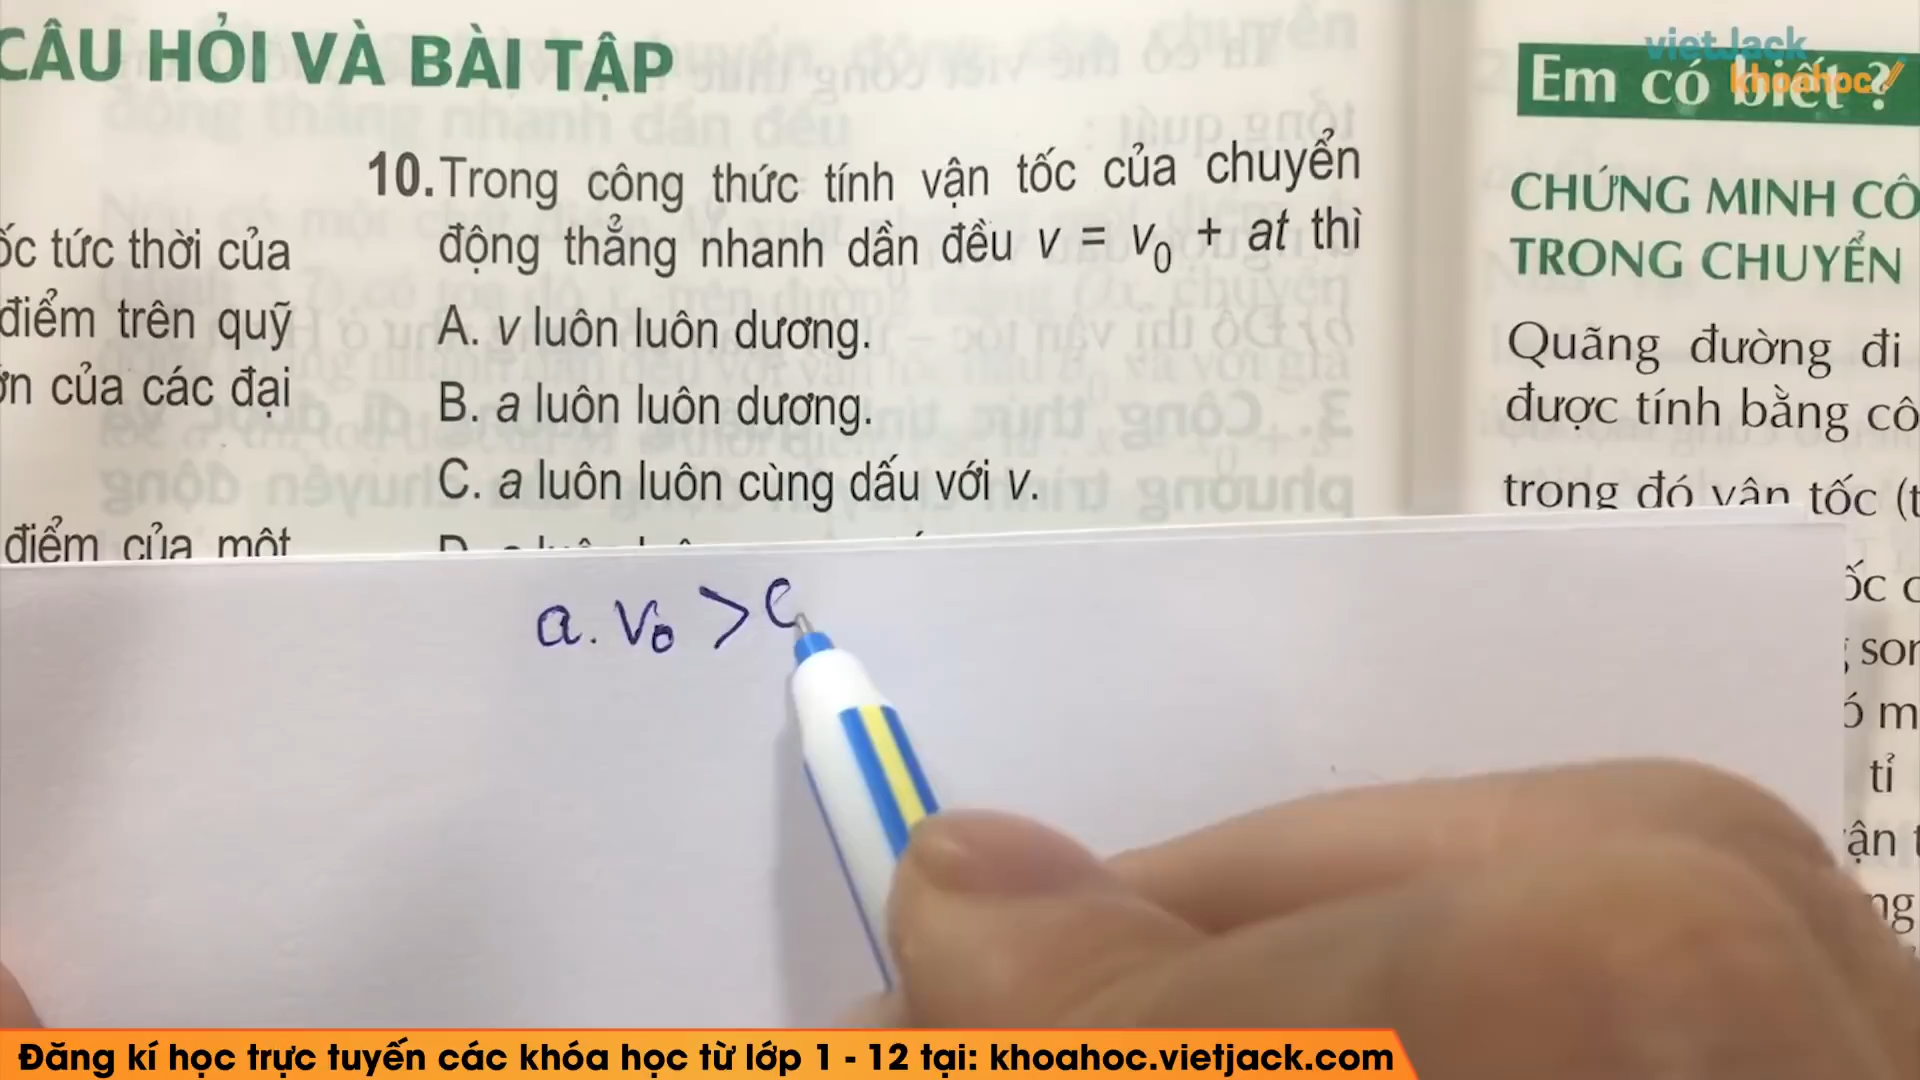 CÂU HỎI VÀ BÀI TẬP
10. Trong công thức tính vận tốc của chuyển
động thẳng nhanh dần đều v = v₀ + at thì
A. v luôn luôn dương.
B. a luôn luôn dương.
C. a luôn luôn cùng dấu với v.
tức thời của
điểm trên quỹ
của các đại
điểm của một
a. v₀ >
vietJack
khoahoc
Em có biết ?
CHỨNG MINH CÔ
TRONG CHUYỂN
Quãng đường đi
được tính bằng cô
trong đó vận tốc (t
tỉ
Đăng kí học trực tuyến các khóa học từ lớp 1 - 12 tại: khoahoc.vietjack.com